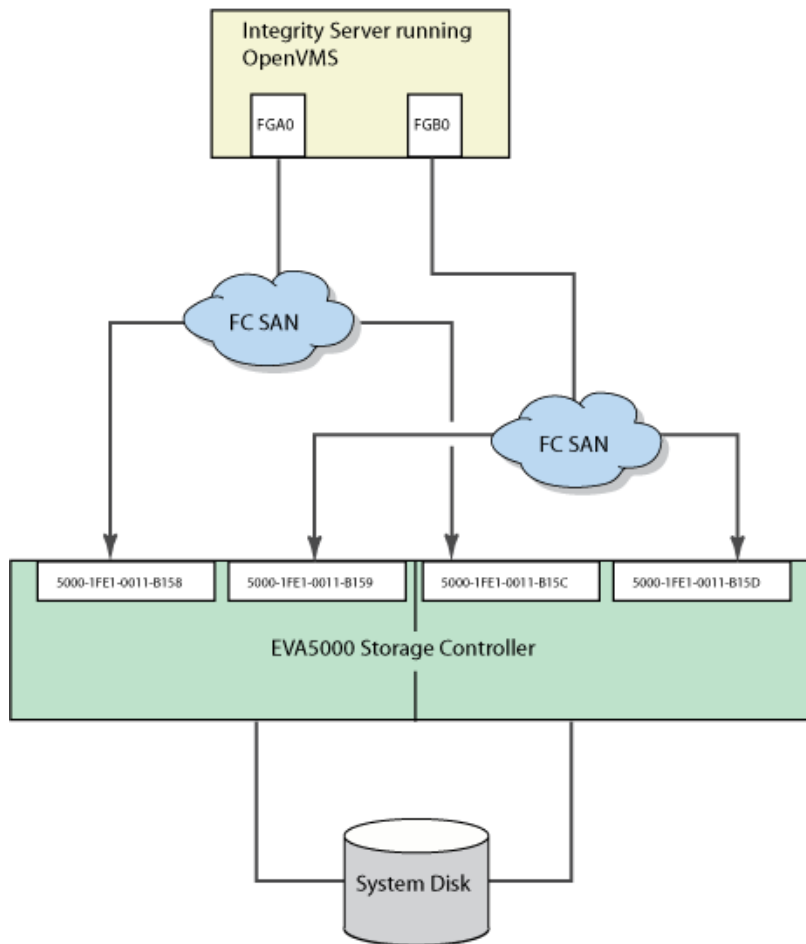 Integrity Server running
OpenVMS
FGA0
FGB0
FC SAN
FC SAN
5000-1FE1-0011-B158
5000-1FE1-0011-B159
5000-1FE1-0011-B15C
5000-1FE1-0011-B15D
EVA5000 Storage Controller
System Disk